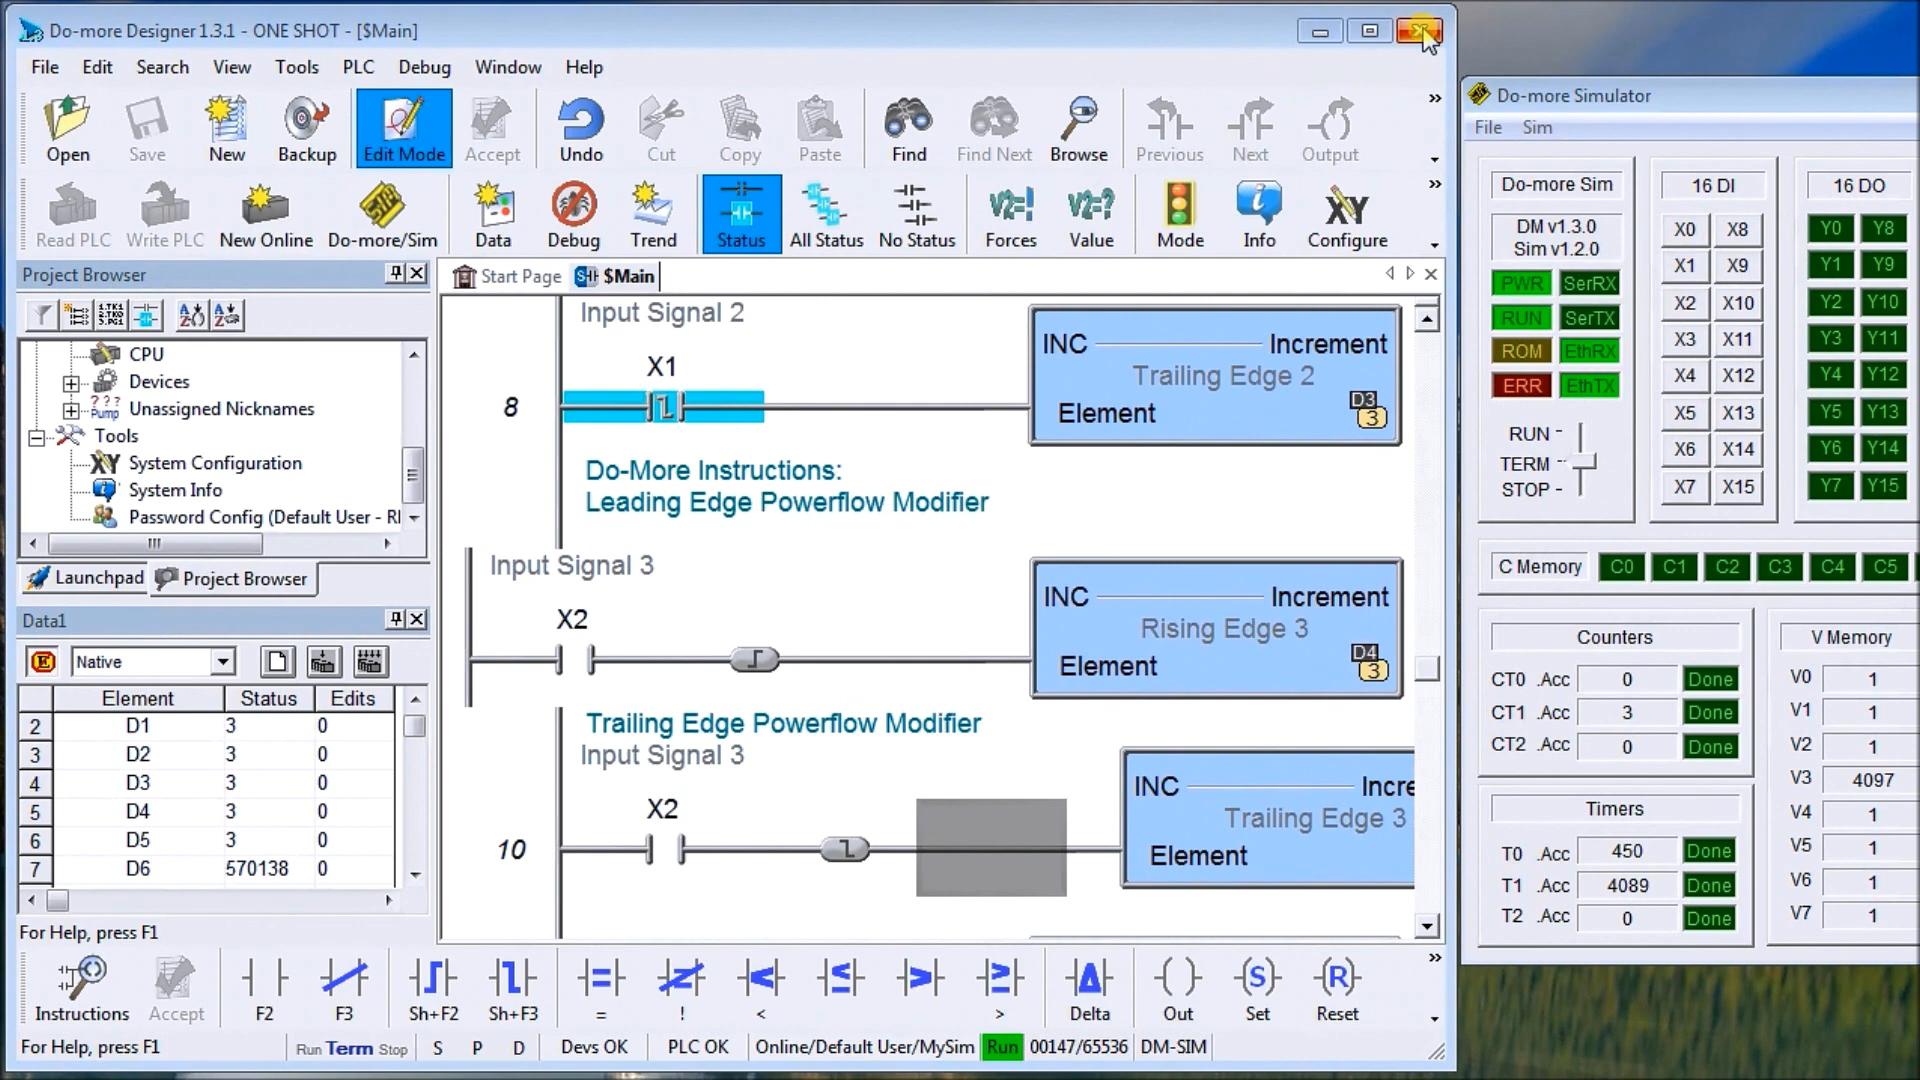 Do-more Designer 1.3.1 - ONE SHOT - [$Main]
File Edit Search View Tools PLC Debug Window Help
Open Save New Backup Edit Mode Accept Undo Cut Copy Paste Find Find Next Browse Previous Next Output
Read PLC Write PLC New Online Do-more/Sim Data Debug Trend Status All Status No Status Forces Value Mode Info Configure
Project Browser
CPU
Devices
Unassigned Nicknames
Tools
System Configuration
System Info
Password Config (Default User - R
Launchpad Project Browser
Data1
Native
Element Status Edits
2 D1 3 0
3 D2 3 0
4 D3 3 0
5 D4 3 0
6 D5 3 0
7 D6 570138 0
For Help, press F1
Start Page $Main
Input Signal 2
X1
8
INC Increment
Trailing Edge 2
Element D3
3
Do-More Instructions:
Leading Edge Powerflow Modifier
Input Signal 3
X2
INC Increment
Rising Edge 3
Element D4
3
Trailing Edge Powerflow Modifier
Input Signal 3
X2
10
INC Incre
Trailing Edge 3
Element
Instructions Accept F2 F3 Sh+F2 Sh+F3 = ! < > Delta Out Set Reset
For Help, press F1 Run Term Stop S P D Devs OK PLC OK Online/Default User/MySim Run 00147/65536 DM-SIM
Do-more Simulator
File Sim
Do-more Sim
DM v1.3.0
Sim v1.2.0
PWR SerRX
RUN SerTX
ROM EthRX
ERR EthTX
RUN
TERM
STOP
16 DI
X0 X8
X1 X9
X2 X10
X3 X11
X4 X12
X5 X13
X6 X14
X7 X15
16 DO
Y0 Y8
Y1 Y9
Y2 Y10
Y3 Y11
Y4 Y12
Y5 Y13
Y6 Y14
Y7 Y15
C Memory C0 C1 C2 C3 C4 C5
Counters
CT0 .Acc 0 Done
CT1 .Acc 3 Done
CT2 .Acc 0 Done
Timers
T0 .Acc 450 Done
T1 .Acc 4089 Done
T2 .Acc 0 Done
V Memory
V0 1
V1 1
V2 1
V3 4097
V4 1
V5 1
V6 1
V7 1